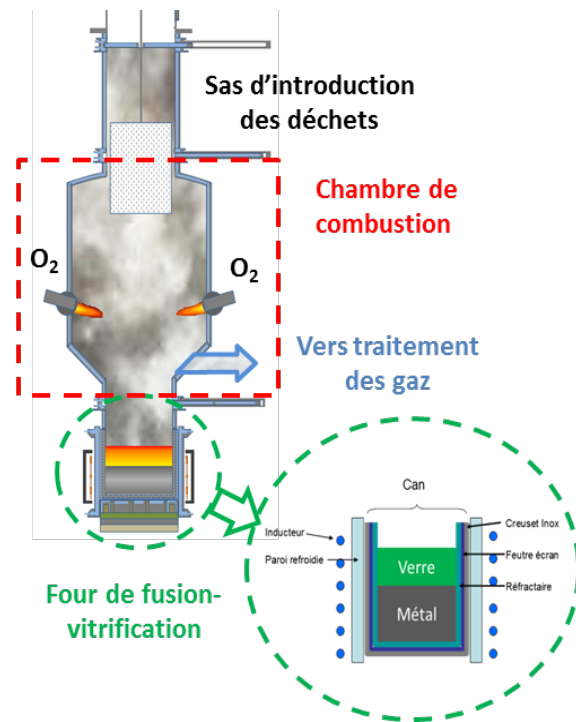 Sas d’introduction
des déchets
Chambre de
combustion
O₂
O₂
Vers traitement
des gaz
Can
Inducteur
Creuset Inox
Paroi refroidie
Feutre écran
Verre
Réfractaire
Métal
Four de fusion-
vitrification